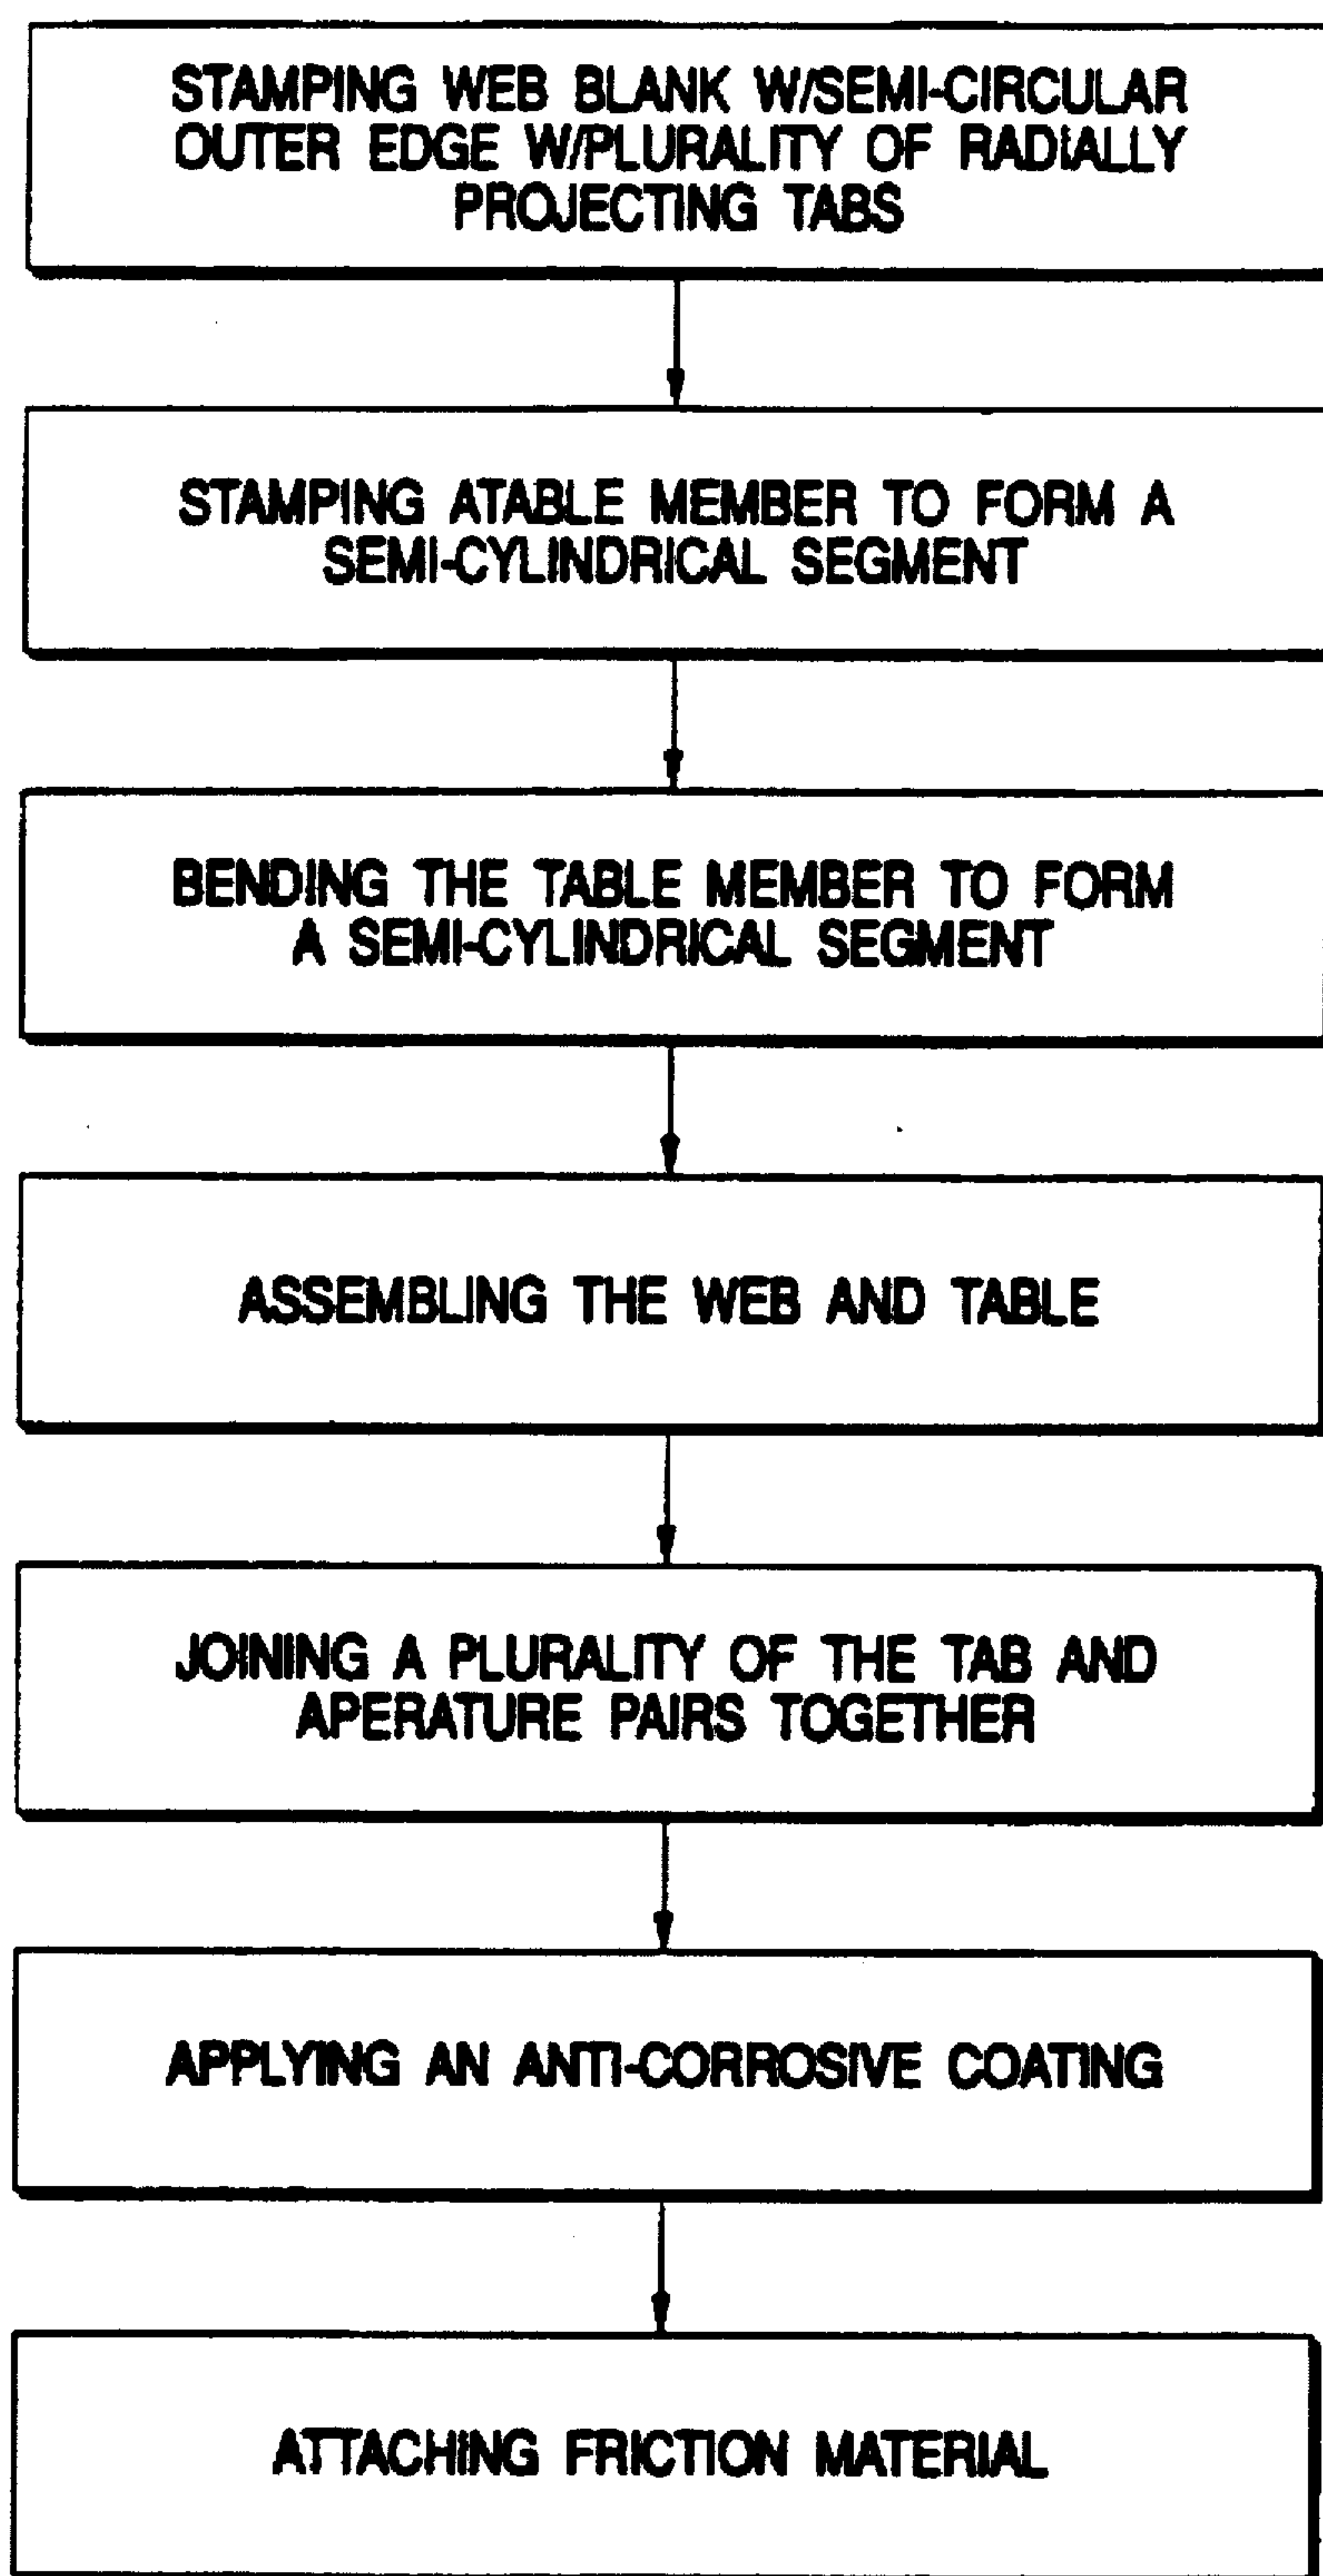 STAMPING WEB BLANK W/SEMI-CIRCULAR
OUTER EDGE W/PLURALITY OF RADIALLY
PROJECTING TABS
STAMPING ATABLE MEMBER TO FORM A
SEMI-CYLINDRICAL SEGMENT
BENDING THE TABLE MEMBER TO FORM
A SEMI-CYLINDRICAL SEGMENT
ASSEMBLING THE WEB AND TABLE
JOINING A PLURALITY OF THE TAB AND
APERATURE PAIRS TOGETHER
APPLYING AN ANTI-CORROSIVE COATING
ATTACHING FRICTION MATERIAL